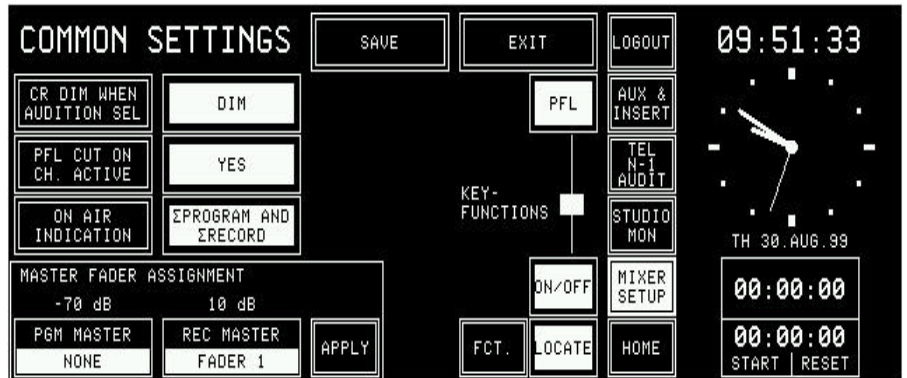 COMMON SETTINGS
SAVE
EXIT
LOGOUT
09:51:33
CR DIM WHEN
AUDITION SEL
DIM
PFL
AUX &
INSERT
PFL CUT ON
CH. ACTIVE
YES
TEL
N-1
AUDIT
KEY-
FUNCTIONS
ON AIR
INDICATION
ΣPROGRAM AND
ΣRECORD
STUDIO
MON
TH 30.AUG.99
MASTER FADER ASSIGNMENT
-70 dB
10 dB
ON/OFF
MIXER
SETUP
00:00:00
PGM MASTER
NONE
REC MASTER
FADER 1
APPLY
FCT.
LOCATE
HOME
00:00:00
START | RESET